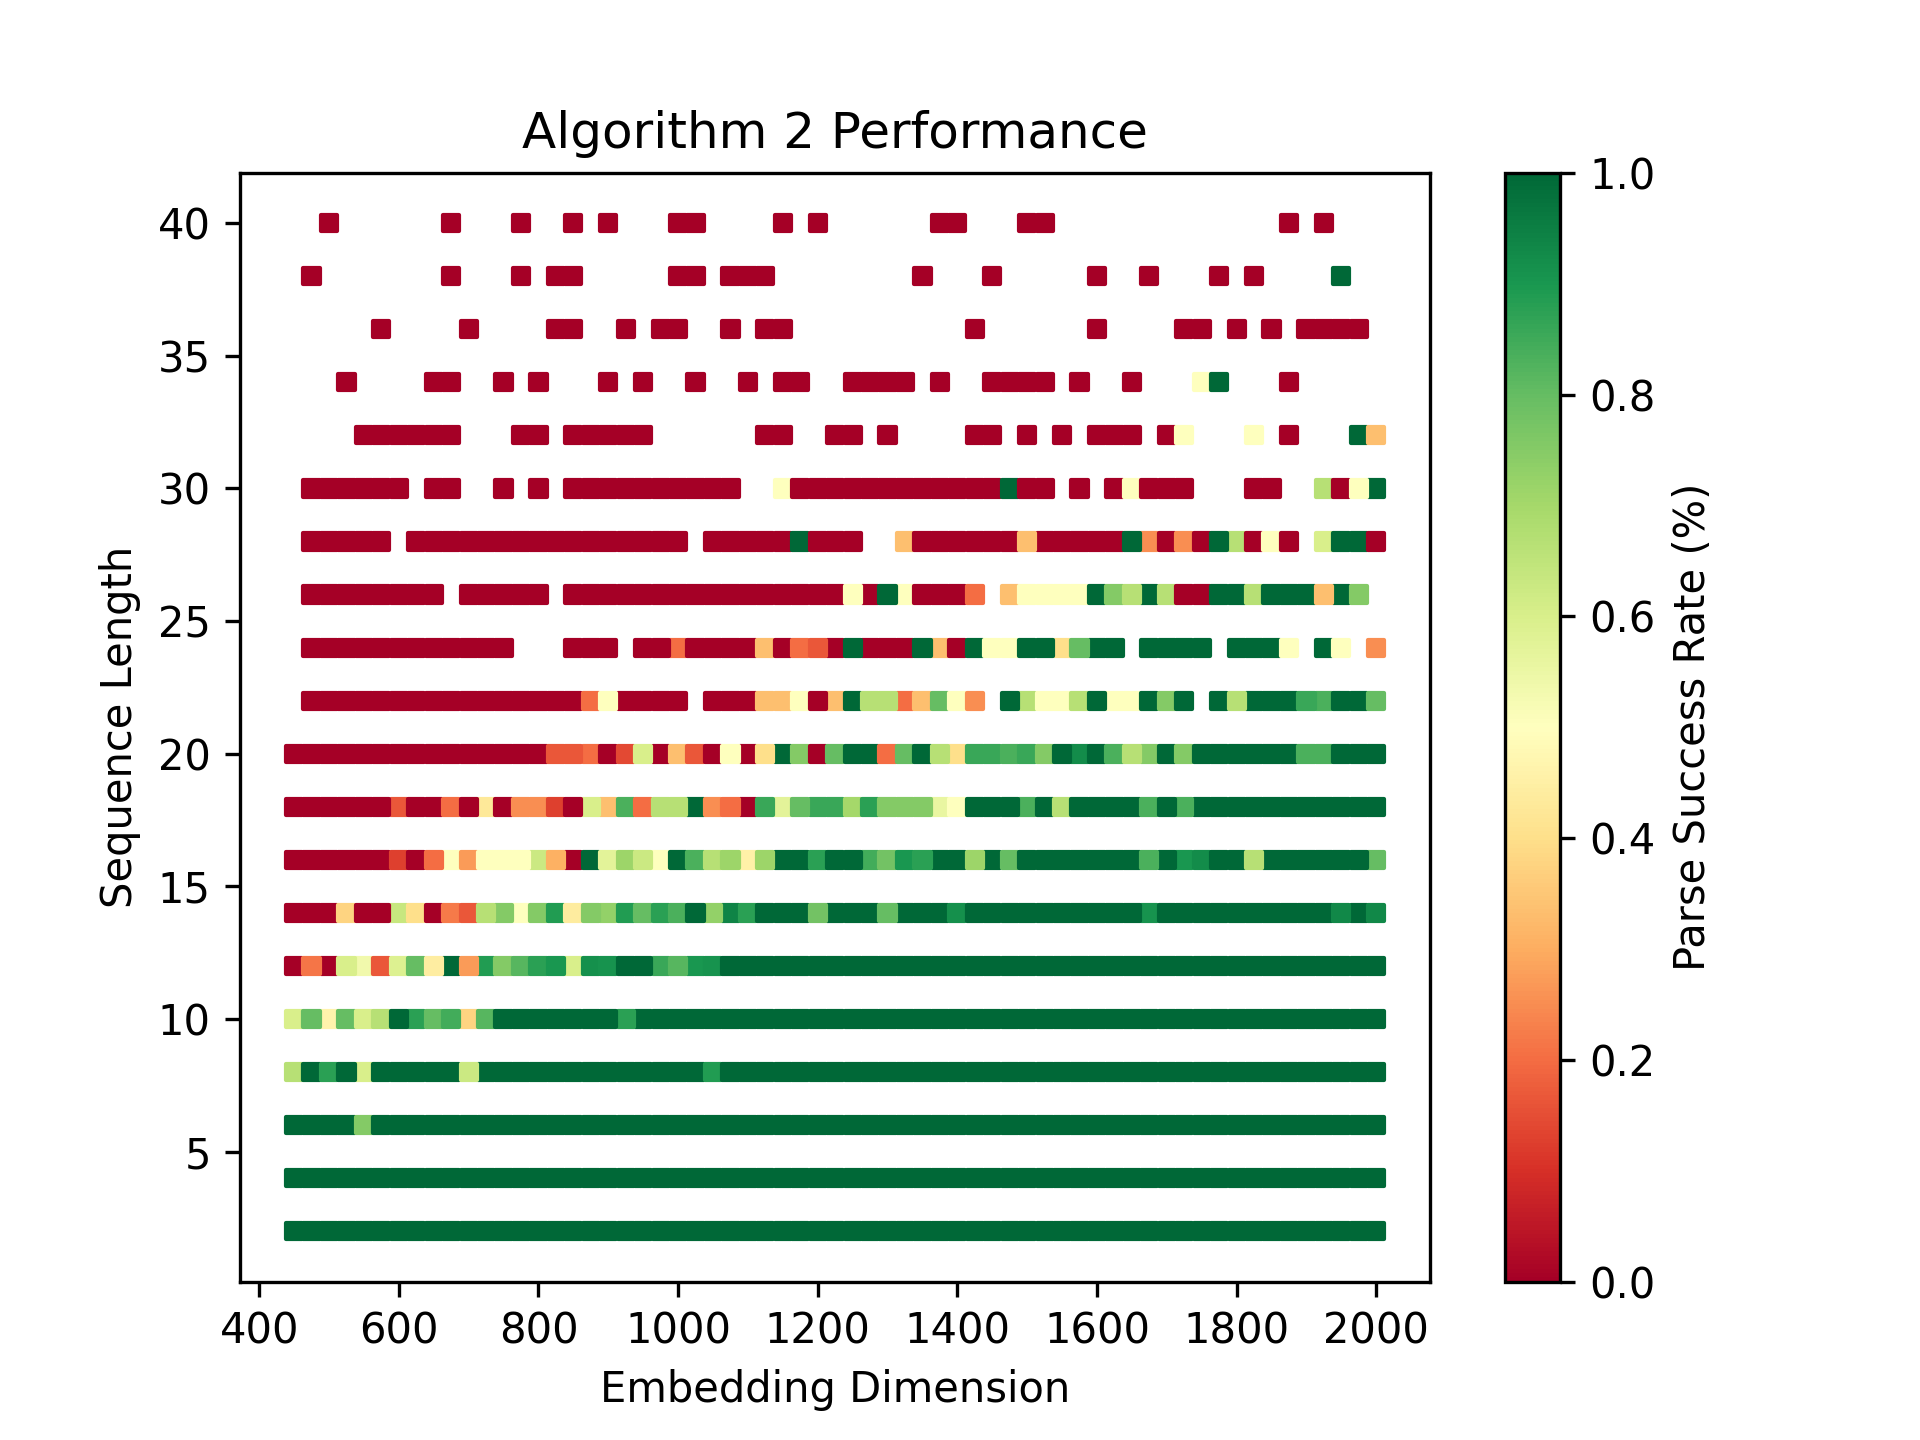 Algorithm 2 Performance
Sequence Length
40
35
30
25
20
15
10
5
400 600 800 1000 1200 1400 1600 1800 2000
Embedding Dimension
1.0
0.8
0.6
0.4
0.2
0.0
Parse Success Rate (%)